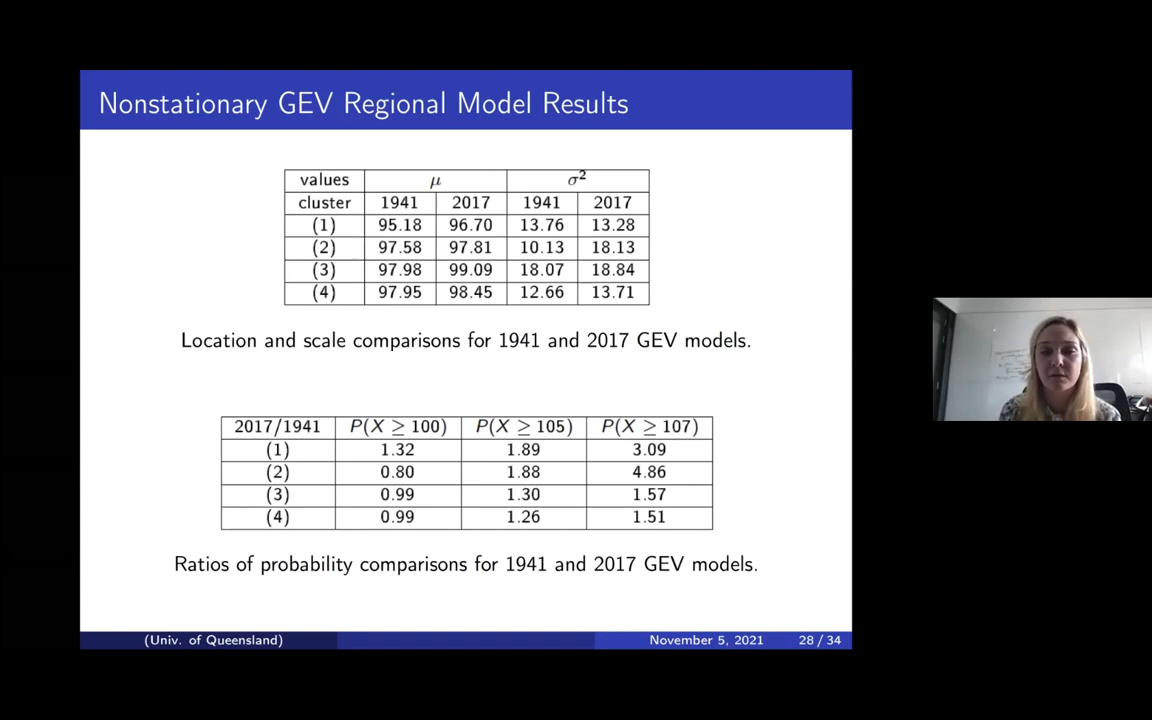 Nonstationary GEV Regional Model Results
values μ σ²
cluster 1941 2017 1941 2017
(1) 95.18 96.70 13.76 13.28
(2) 97.58 97.81 10.13 18.13
(3) 97.98 99.09 18.07 18.84
(4) 97.95 98.45 12.66 13.71
Location and scale comparisons for 1941 and 2017 GEV models.
2017/1941 P(X ≥ 100) P(X ≥ 105) P(X ≥ 107)
(1) 1.32 1.89 3.09
(2) 0.80 1.88 4.86
(3) 0.99 1.30 1.57
(4) 0.99 1.26 1.51
Ratios of probability comparisons for 1941 and 2017 GEV models.
(Univ. of Queensland) November 5, 2021 28 / 34